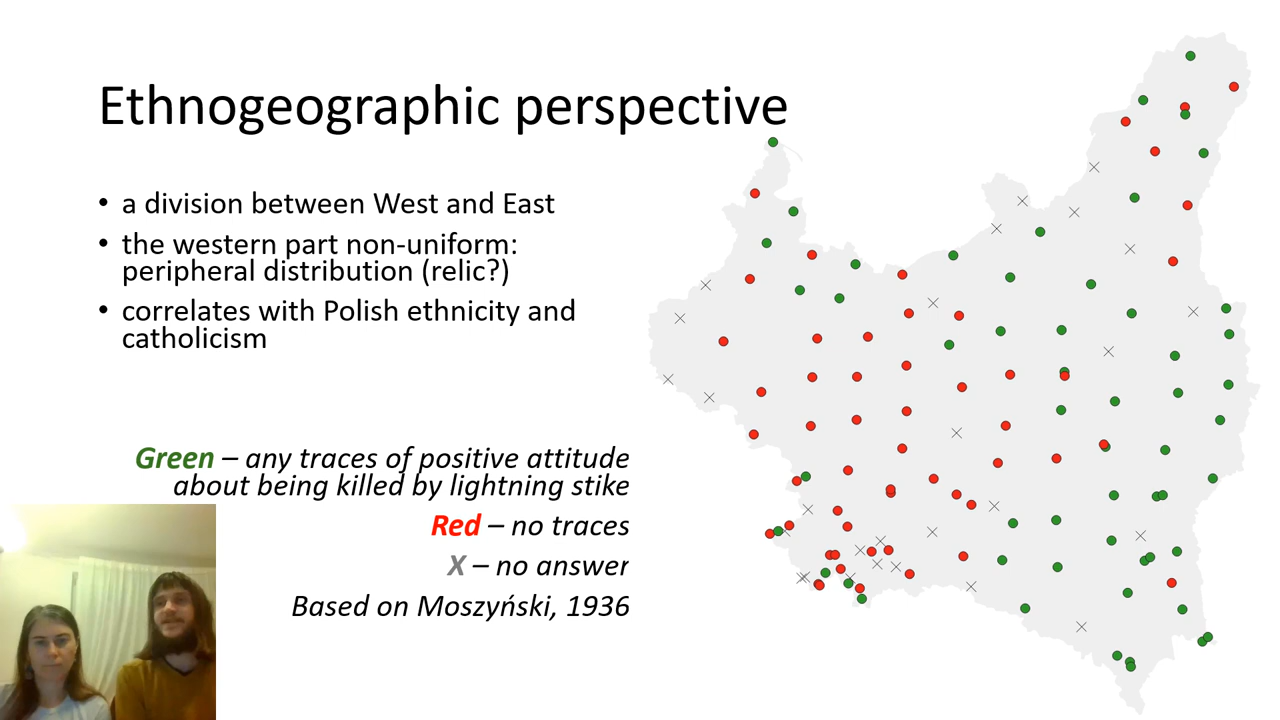 Ethnogeographic perspective
• a division between West and East
• the western part non-uniform:
peripheral distribution (relic?)
• correlates with Polish ethnicity and
catholicism
Green – any traces of positive attitude
about being killed by lightning stike
Red – no traces
X – no answer
Based on Moszyński, 1936